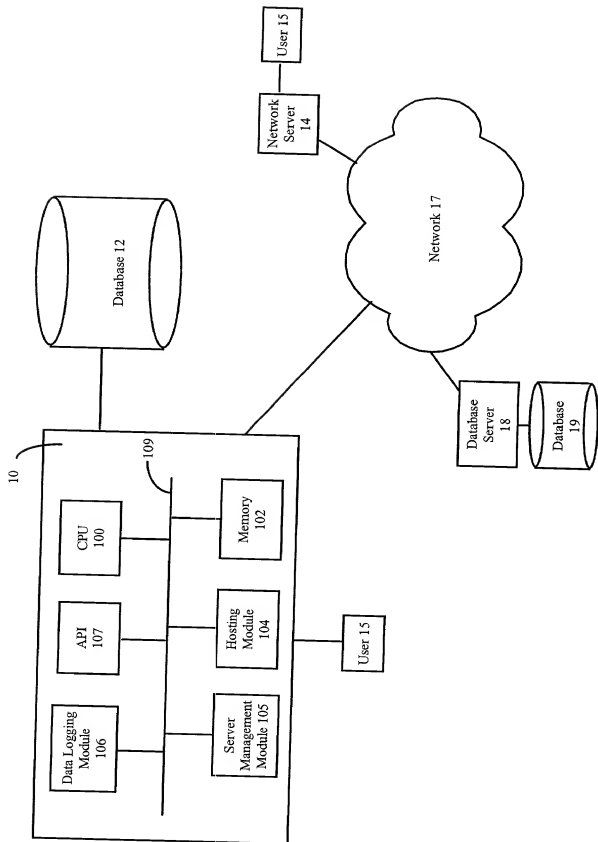 10
109
Data Logging
Module
106
API
107
CPU
100
Server
Management
Module 105
Hosting
Module
104
Memory
102
User 15
Database 12
Network 17
Network
Server
14
User 15
Database
Server
18
Database
19